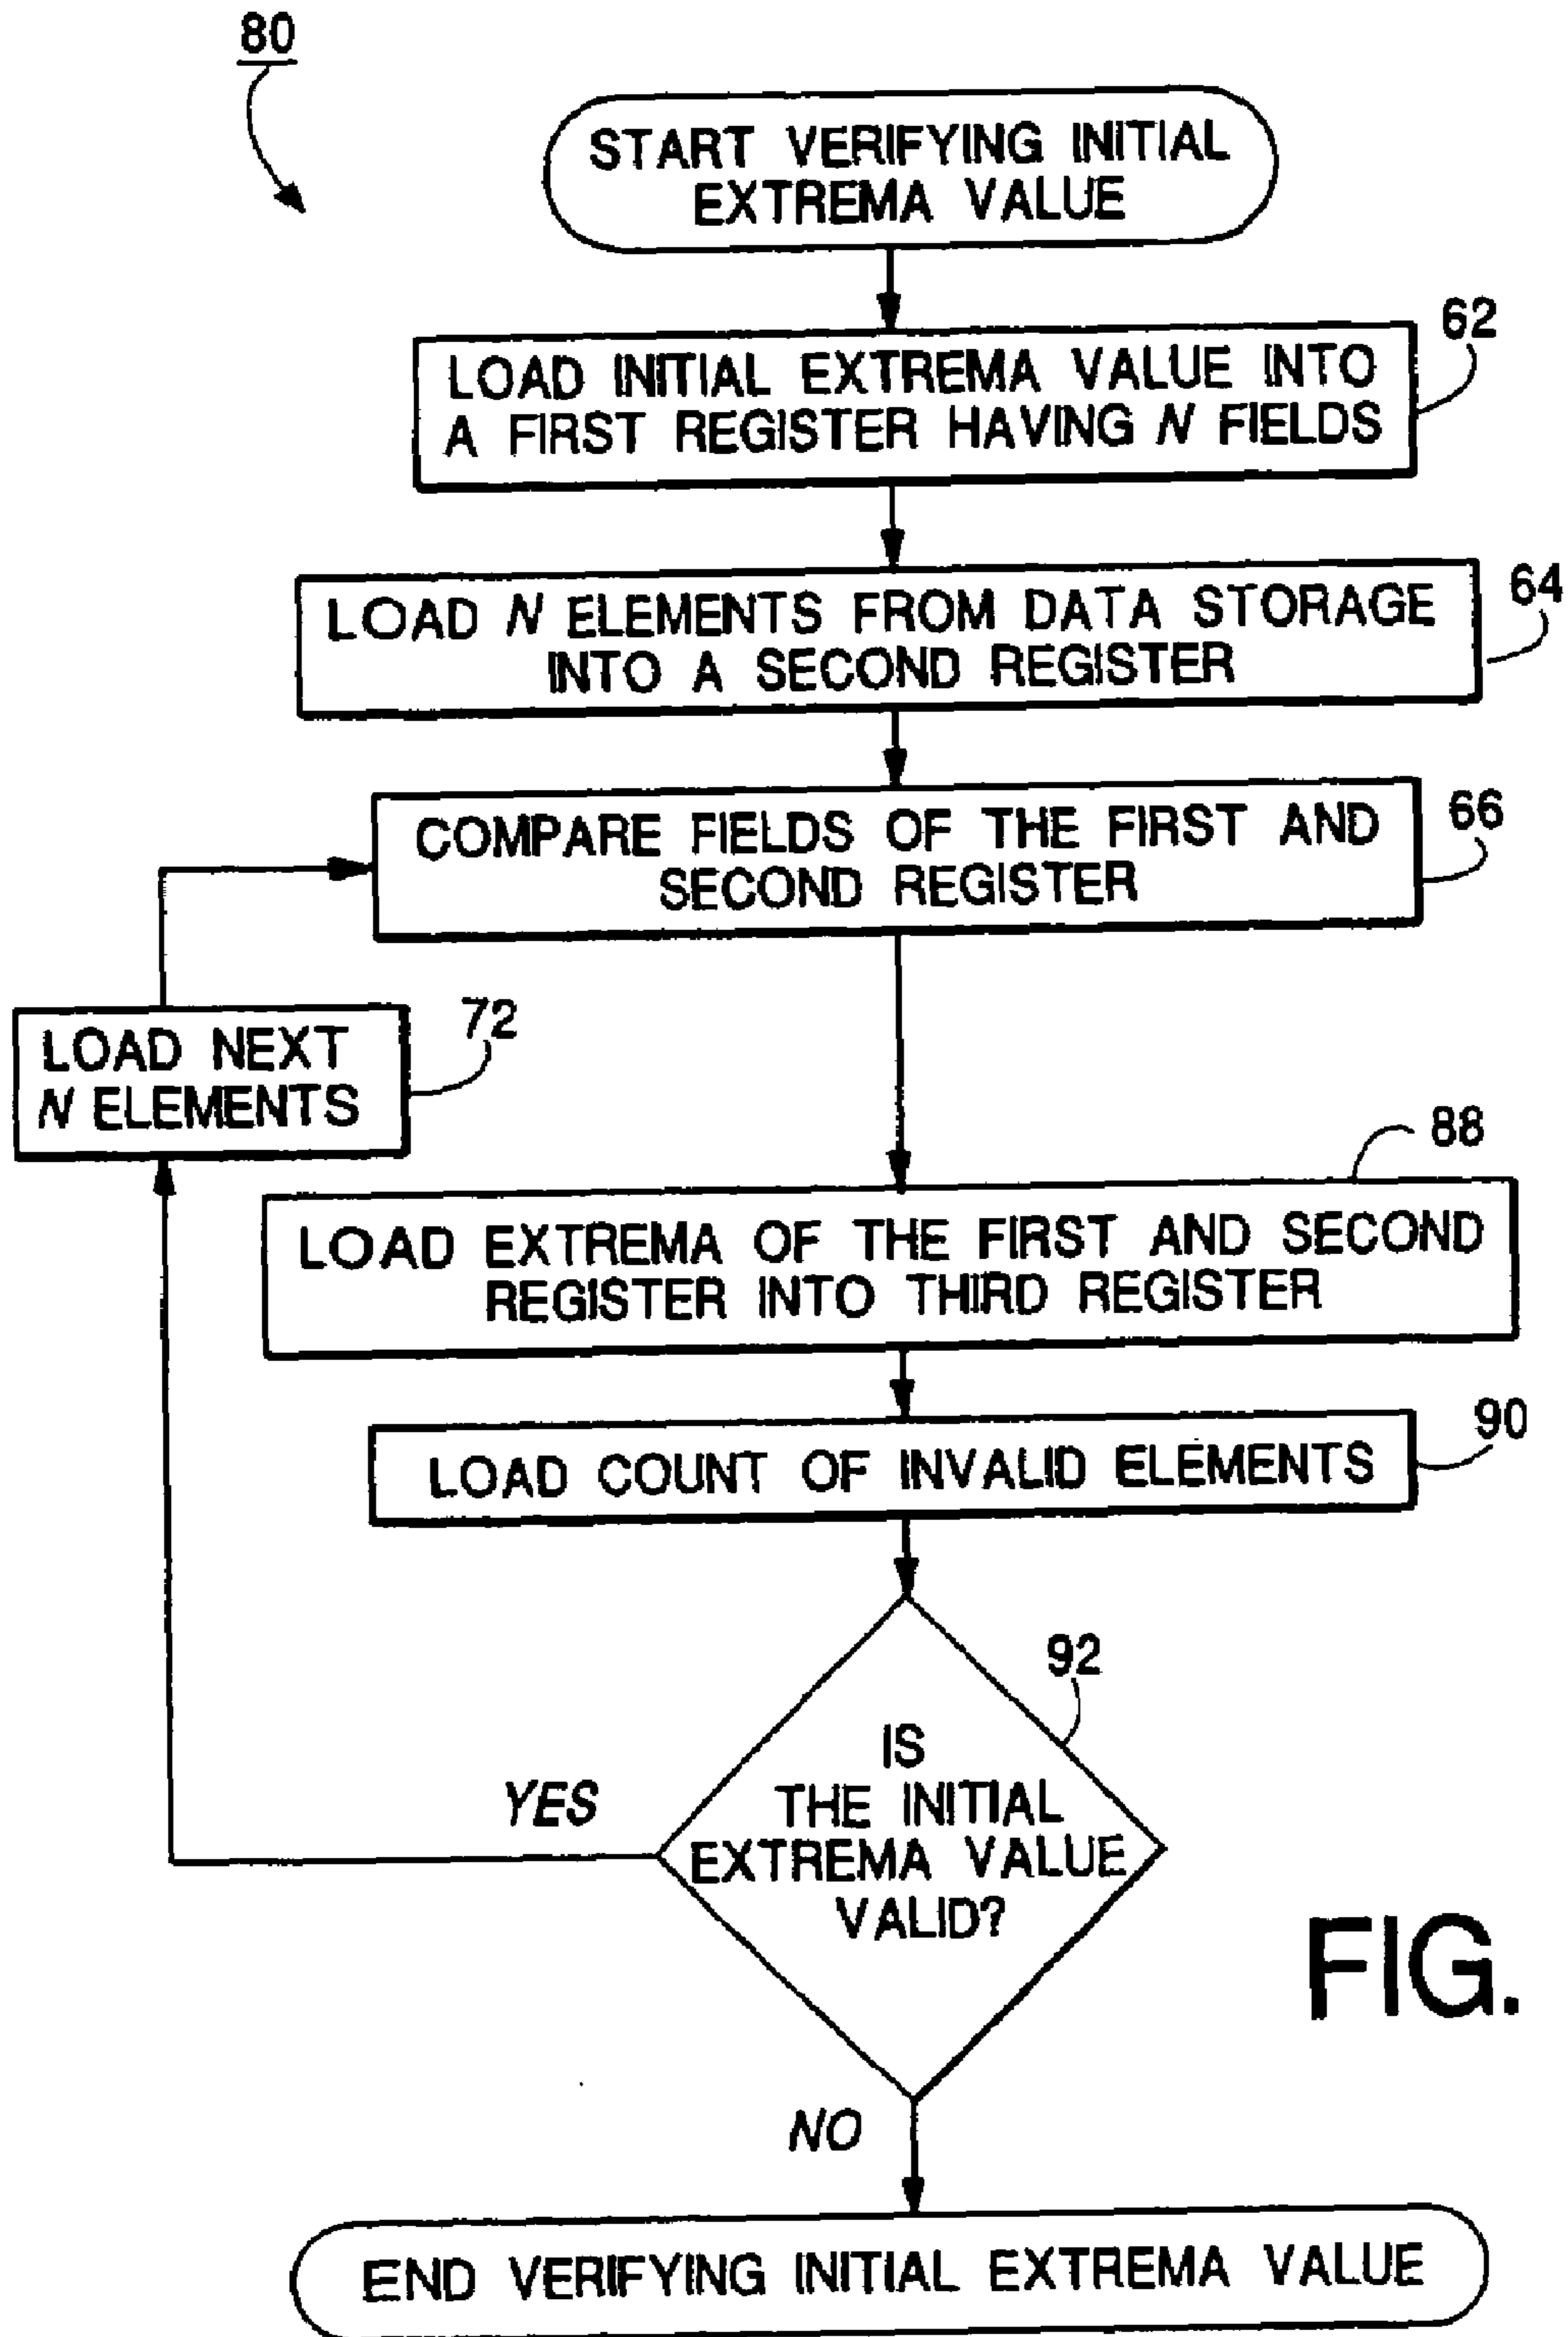 80
START VERIFYING INITIAL
EXTREMA VALUE
62
LOAD INITIAL EXTREMA VALUE INTO
A FIRST REGISTER HAVING N FIELDS
64
LOAD N ELEMENTS FROM DATA STORAGE
INTO A SECOND REGISTER
66
COMPARE FIELDS OF THE FIRST AND
SECOND REGISTER
72
LOAD NEXT
N ELEMENTS
88
LOAD EXTREMA OF THE FIRST AND SECOND
REGISTER INTO THIRD REGISTER
90
LOAD COUNT OF INVALID ELEMENTS
92
IS
THE INITIAL
EXTREMA VALUE
VALID?
YES
NO
FIG.
END VERIFYING INITIAL EXTREMA VALUE